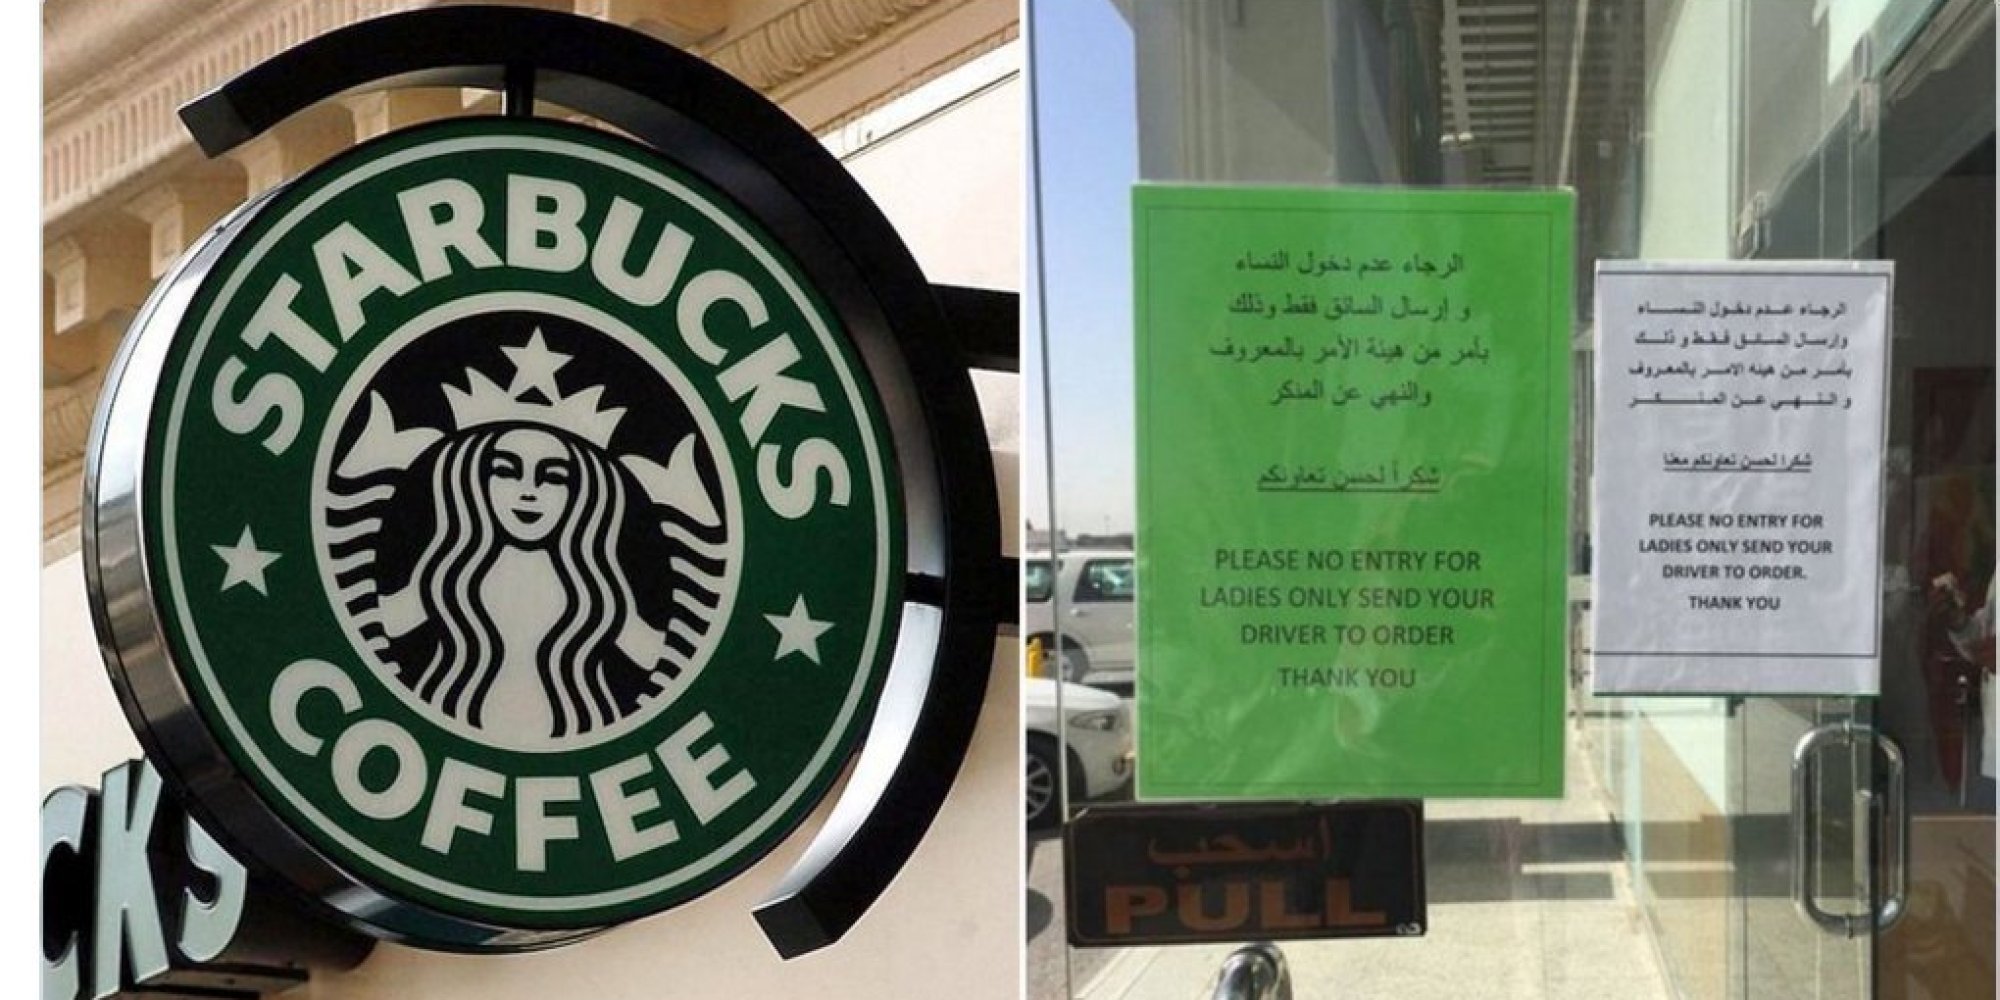 STARBUCKS
COFFEE
CKS
الرجاء عدم دخول النساء
و إرسال السائق فقط وذلك
بأمر من هيئة الأمر بالمعروف
والنهي عن المنكر
شكراً لحسن تعاونكم
PLEASE NO ENTRY FOR
LADIES ONLY SEND YOUR
DRIVER TO ORDER
THANK YOU
الرجاء عدم دخول النساء
وإرسال السائق فقط و ذلك
بأمر من هيئه الامر بالمعروف
و النهي عن المنكر
شكرا لحسن تعاونكم معنا
PLEASE NO ENTRY FOR
LADIES ONLY SEND YOUR
DRIVER TO ORDER.
THANK YOU
اسحب
PULL